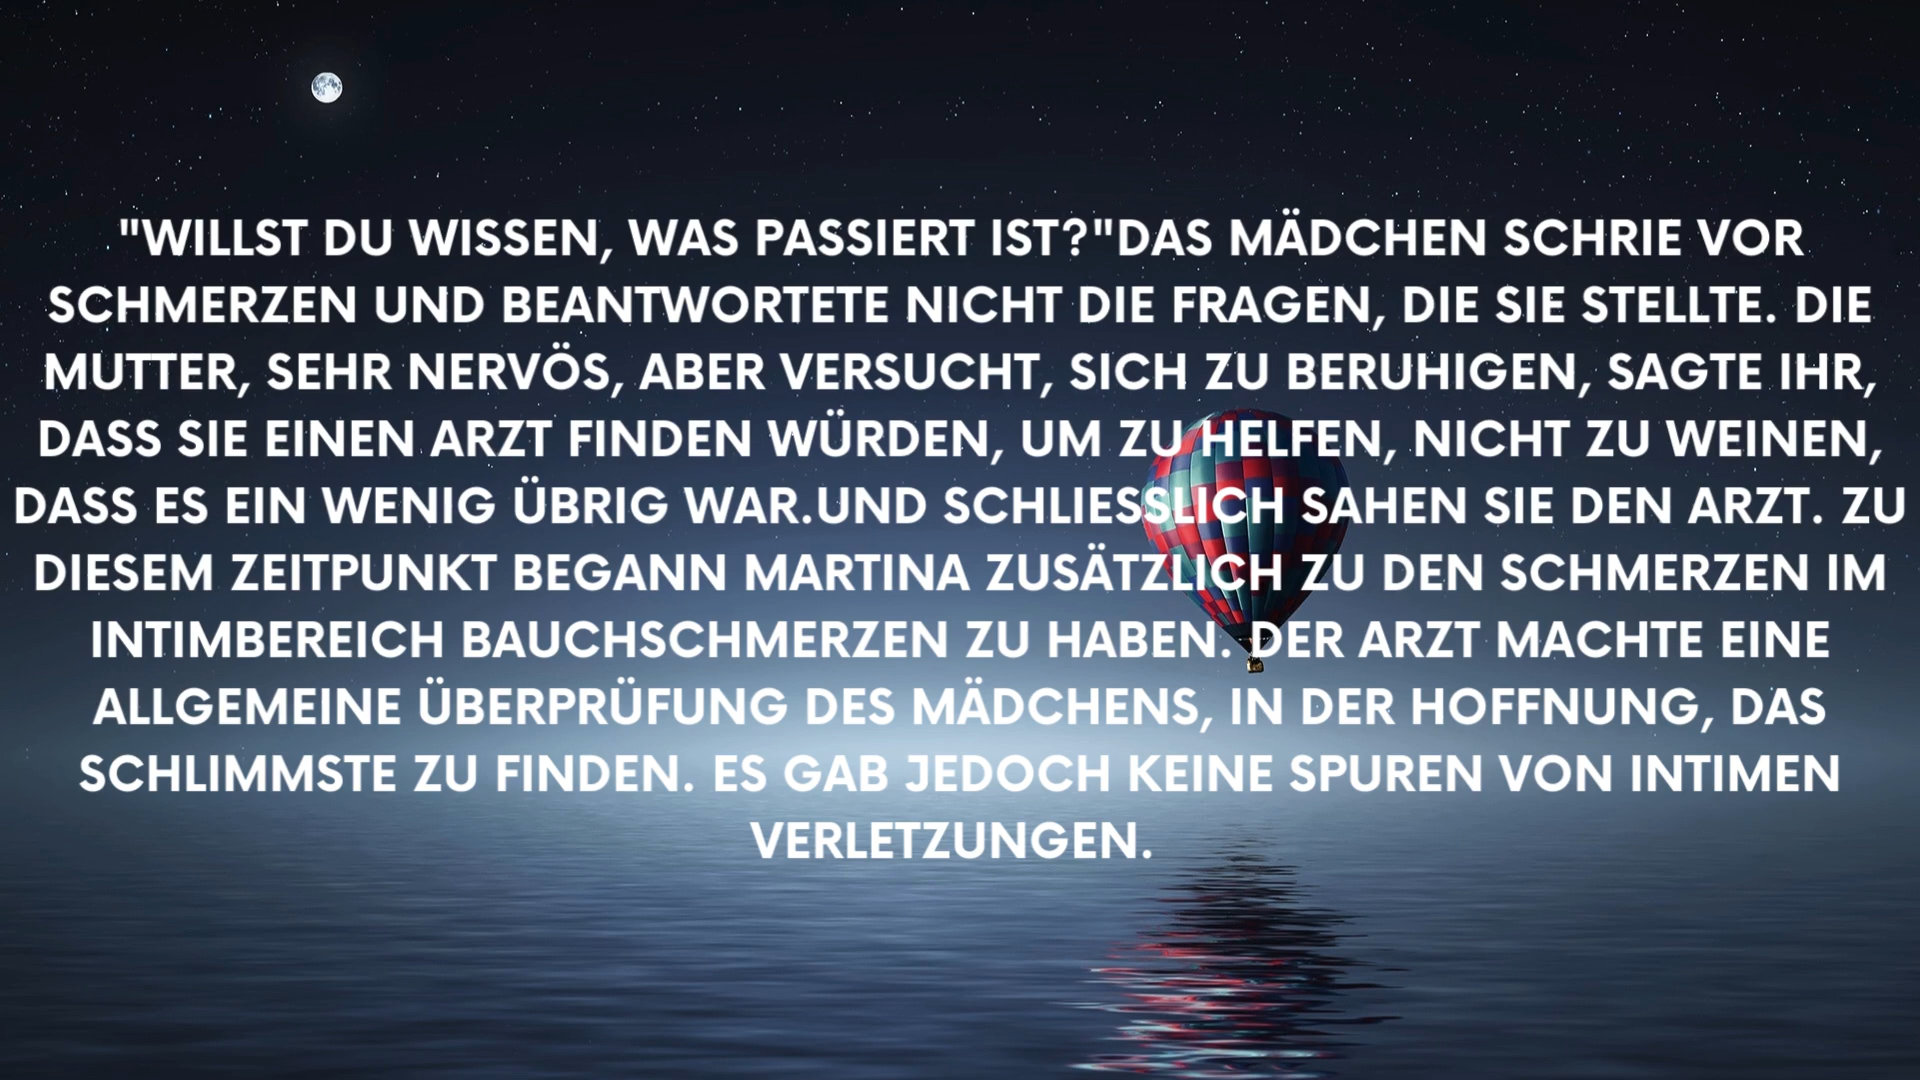 "WILLST DU WISSEN, WAS PASSIERT IST?"DAS MÄDCHEN SCHRIE VOR
SCHMERZEN UND BEANTWORTETE NICHT DIE FRAGEN, DIE SIE STELLTE. DIE
MUTTER, SEHR NERVÖS, ABER VERSUCHT, SICH ZU BERUHIGEN, SAGTE IHR,
DASS SIE EINEN ARZT FINDEN WÜRDEN, UM ZU HELFEN, NICHT ZU WEINEN,
DASS ES EIN WENIG ÜBRIG WAR.UND SCHLIESSLICH SAHEN SIE DEN ARZT. ZU
DIESEM ZEITPUNKT BEGANN MARTINA ZUSÄTZLICH ZU DEN SCHMERZEN IM
INTIMBEREICH BAUCHSCHMERZEN ZU HABEN. DER ARZT MACHTE EINE
ALLGEMEINE ÜBERPRÜFUNG DES MÄDCHENS, IN DER HOFFNUNG, DAS
SCHLIMMSTE ZU FINDEN. ES GAB JEDOCH KEINE SPUREN VON INTIMEN
VERLETZUNGEN.